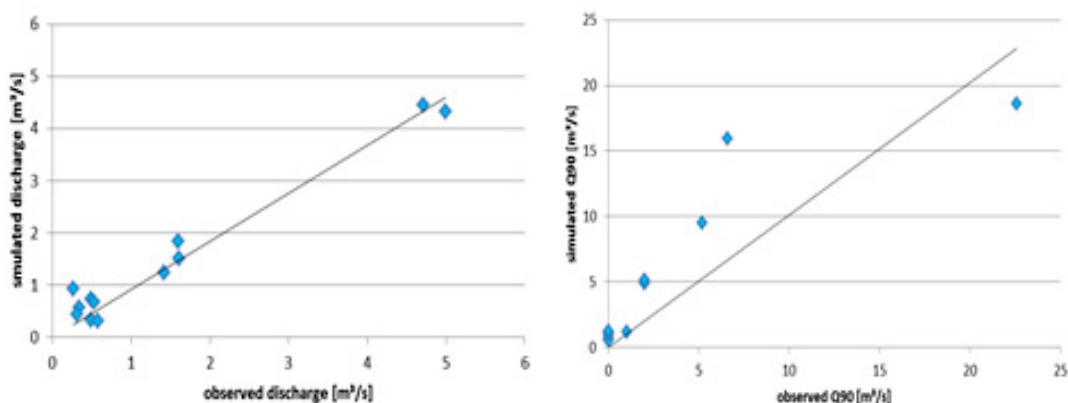 smulated discharge [m³/s]
6
5
4
3
2
1
0
0 1 2 3 4 5 6
observed discharge [m³/s]
simulated Q90 [m³/s]
25
20
15
10
5
0
0 5 10 15 20 25
observed Q90 [m³/s]